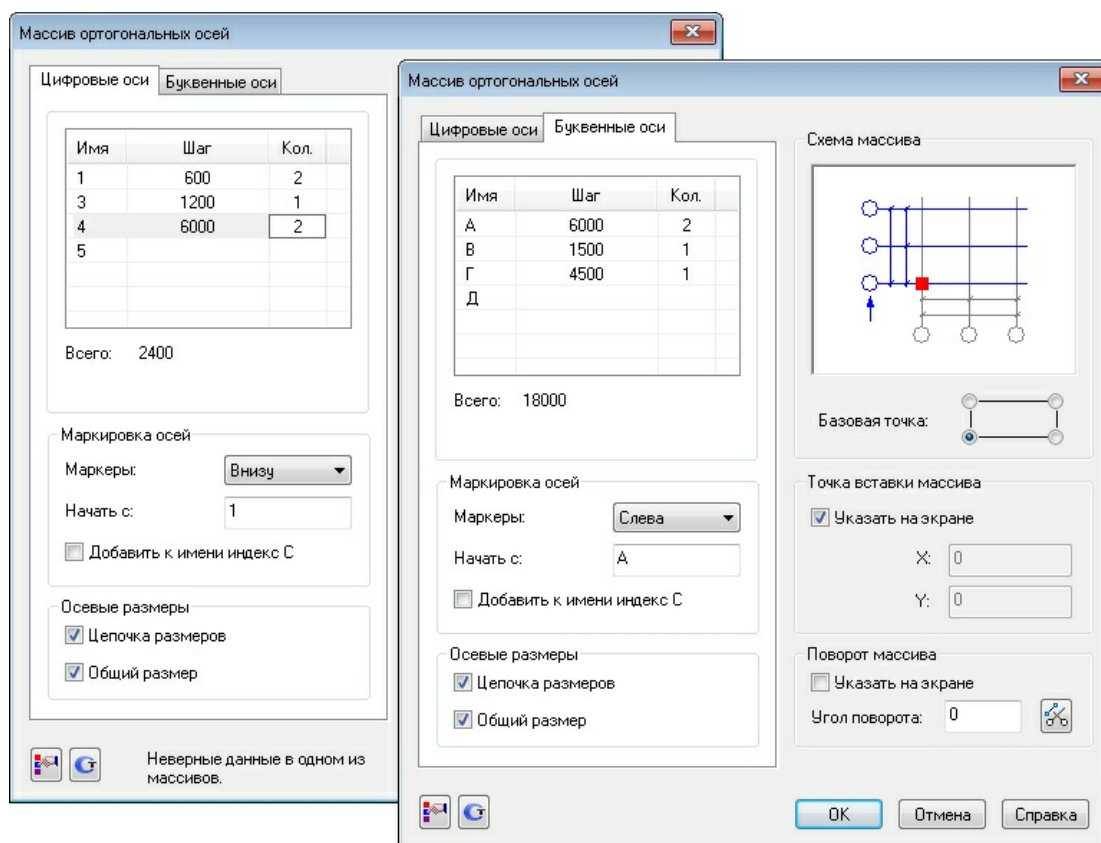 Массив ортогональных осей
Цифровые оси Буквенные оси
Имя Шаг Кол.
1 600 2
3 1200 1
4 6000 2
5
Всего: 2400
Маркировка осей
Маркеры: Внизу
Начать с: 1
Добавить к имени индекс С
Осевые размеры
Цепочка размеров
Общий размер
Неверные данные в одном из
массивов.
Массив ортогональных осей
Цифровые оси Буквенные оси
Имя Шаг Кол.
А 6000 2
В 1500 1
Г 4500 1
Д
Всего: 18000
Маркировка осей
Маркеры: Слева
Начать с: А
Добавить к имени индекс С
Осевые размеры
Цепочка размеров
Общий размер
Схема массива
Базовая точка:
Точка вставки массива
Указать на экране
X: 0
Y: 0
Поворот массива
Указать на экране
Угол поворота: 0
OK Отмена Справка